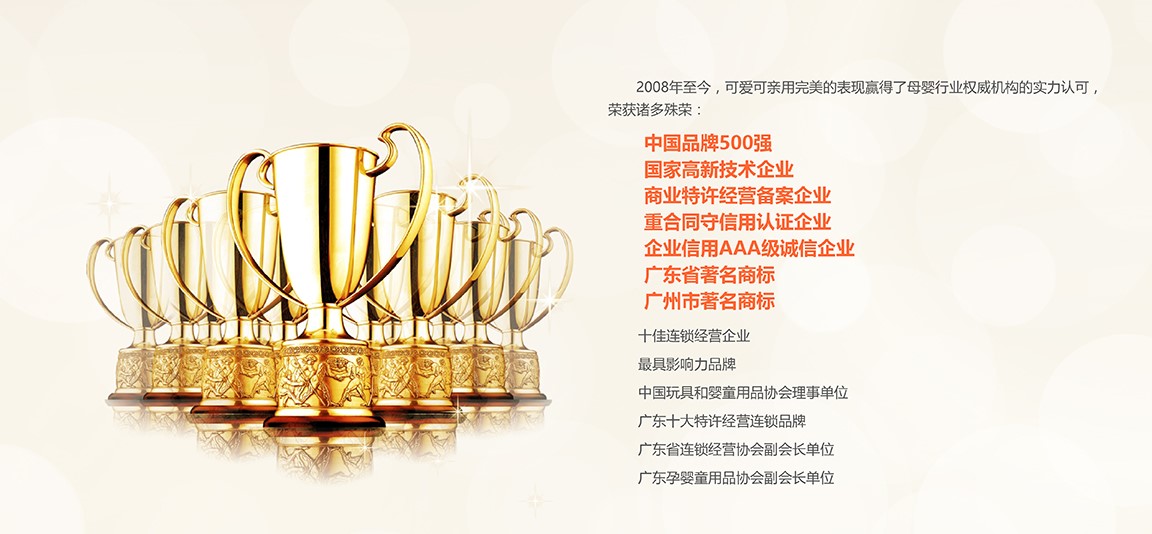 2008年至今，可爱可亲用完美的表现赢得了母婴行业权威机构的实力认可，
荣获诸多殊荣：
中国品牌500强
国家高新技术企业
商业特许经营备案企业
重合同守信用认证企业
企业信用AAA级诚信企业
广东省著名商标
广州市著名商标
十佳连锁经营企业
最具影响力品牌
中国玩具和婴童用品协会理事单位
广东十大特许经营连锁品牌
广东省连锁经营协会副会长单位
广东孕婴童用品协会副会长单位